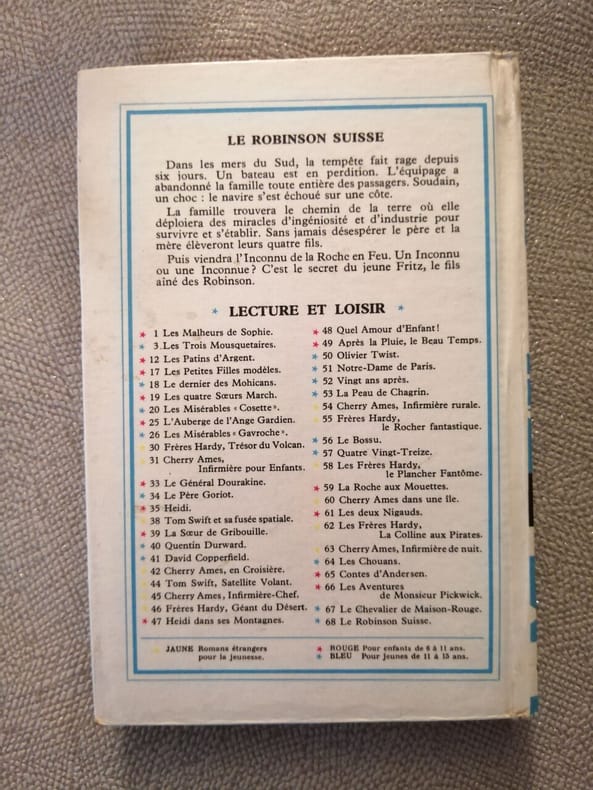 LE ROBINSON SUISSE
Dans les mers du Sud, la tempête fait rage depuis
six jours. Un bateau est en perdition. L'équipage a
abandonné la famille toute entière des passagers. Soudain,
un choc : le navire s'est échoué sur une côte.
La famille trouvera le chemin de la terre où elle
déploiera des miracles d'ingéniosité et d'industrie pour
survivre et s'établir. Sans jamais désespérer le père et la
mère élèveront leurs quatre fils.
Puis viendra l'Inconnu de la Roche en Feu. Un Inconnu
ou une Inconnue ? C'est le secret du jeune Fritz, le fils
aîné des Robinson.
* LECTURE ET LOISIR *
* 1 Les Malheurs de Sophie.
* 3 Les Trois Mousquetaires.
* 12 Les Patins d'Argent.
* 17 Les Petites Filles modèles.
* 18 Le dernier des Mohicans.
* 19 Les quatre Sœurs March.
* 20 Les Misérables « Cosette ».
* 25 L'Auberge de l'Ange Gardien.
* 26 Les Misérables « Gavroche ».
* 30 Frères Hardy, Trésor du Volcan.
* 31 Cherry Ames,
Infirmière pour Enfants.
* 33 Le Général Dourakine.
* 34 Le Père Goriot.
* 35 Heidi.
* 38 Tom Swift et sa fusée spatiale.
* 39 La Sœur de Gribouille.
* 40 Quentin Durward.
* 41 David Copperfield.
* 42 Cherry Ames, en Croisière.
* 44 Tom Swift, Satellite Volant.
* 45 Cherry Ames, Infirmière-Chef.
* 46 Frères Hardy, Géant du Désert.
* 47 Heidi dans ses Montagnes.
* 48 Quel Amour d'Enfant !
* 49 Après la Pluie, le Beau Temps.
* 50 Olivier Twist.
* 51 Notre-Dame de Paris.
* 52 Vingt ans après.
* 53 La Peau de Chagrin.
* 54 Cherry Ames, Infirmière rurale.
* 55 Frères Hardy,
le Rocher fantastique.
* 56 Le Bossu.
* 57 Quatre Vingt-Treize.
* 58 Les Frères Hardy,
le Plancher Fantôme.
* 59 La Roche aux Mouettes.
* 60 Cherry Ames dans une île.
* 61 Les deux Nigauds.
* 62 Les Frères Hardy,
La Colline aux Pirates.
* 63 Cherry Ames, Infirmière de nuit.
* 64 Les Chouans.
* 65 Contes d'Andersen.
* 66 Les Aventures
de Monsieur Pickwick.
* 67 Le Chevalier de Maison-Rouge.
* 68 Le Robinson Suisse.
* JAUNE Romans étrangers
pour la jeunesse.
* ROUGE Pour enfants de 6 à 11 ans.
* BLEU Pour jeunes de 11 à 15 ans.